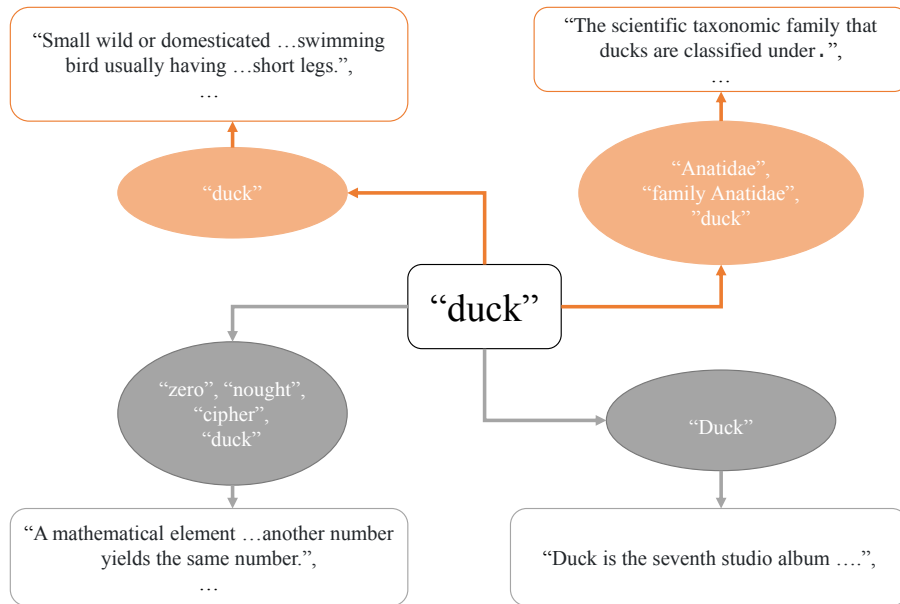 “Small wild or domesticated …swimming
bird usually having …short legs.”,
…
“The scientific taxonomic family that
ducks are classified under.”,
…
“duck”
“Anatidae”,
“family Anatidae”,
”duck”
“duck”
“zero”, “nought”,
“cipher”,
“duck”
“Duck”
“A mathematical element …another number
yields the same number.”,
…
“Duck is the seventh studio album ….”,